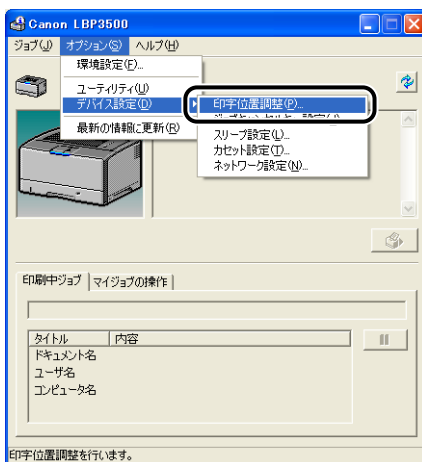 Canon LBP3500
ジョブ(J) オプション(S) ヘルプ(H)
環境設定(F)...
ユーティリティ(U)
デバイス設定(D)
最新の情報に更新(R)
印字位置調整(P)...
スリープ設定(L)...
カセット設定(T)...
ネットワーク設定(N)...
印刷中ジョブ マイジョブの操作
タイトル 内容
ドキュメント名
ユーザ名
コンピュータ名
印字位置調整を行います。